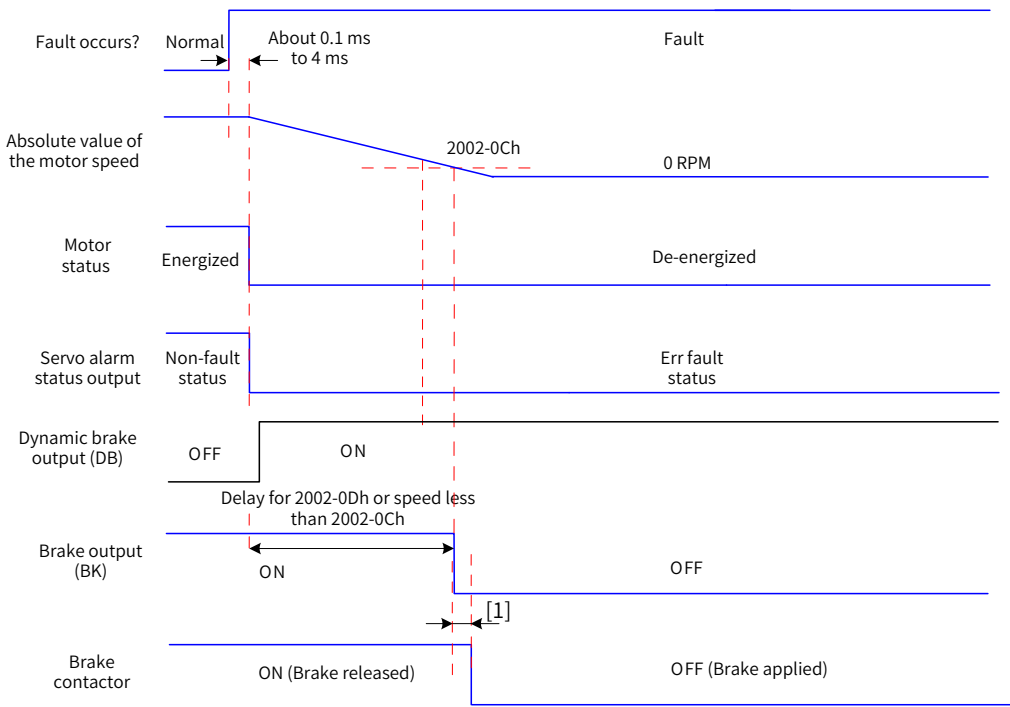 Fault occurs?
Normal
About 0.1 ms
to 4 ms
Fault
Absolute value of
the motor speed
2002-0Ch
0 RPM
Motor
status
Energized
De-energized
Servo alarm
status output
Non-fault
status
Err fault
status
Dynamic brake
output (DB)
OFF
ON
Delay for 2002-0Dh or speed less
than 2002-0Ch
Brake output
(BK)
ON
OFF
[1]
Brake
contactor
ON (Brake released)
OFF (Brake applied)